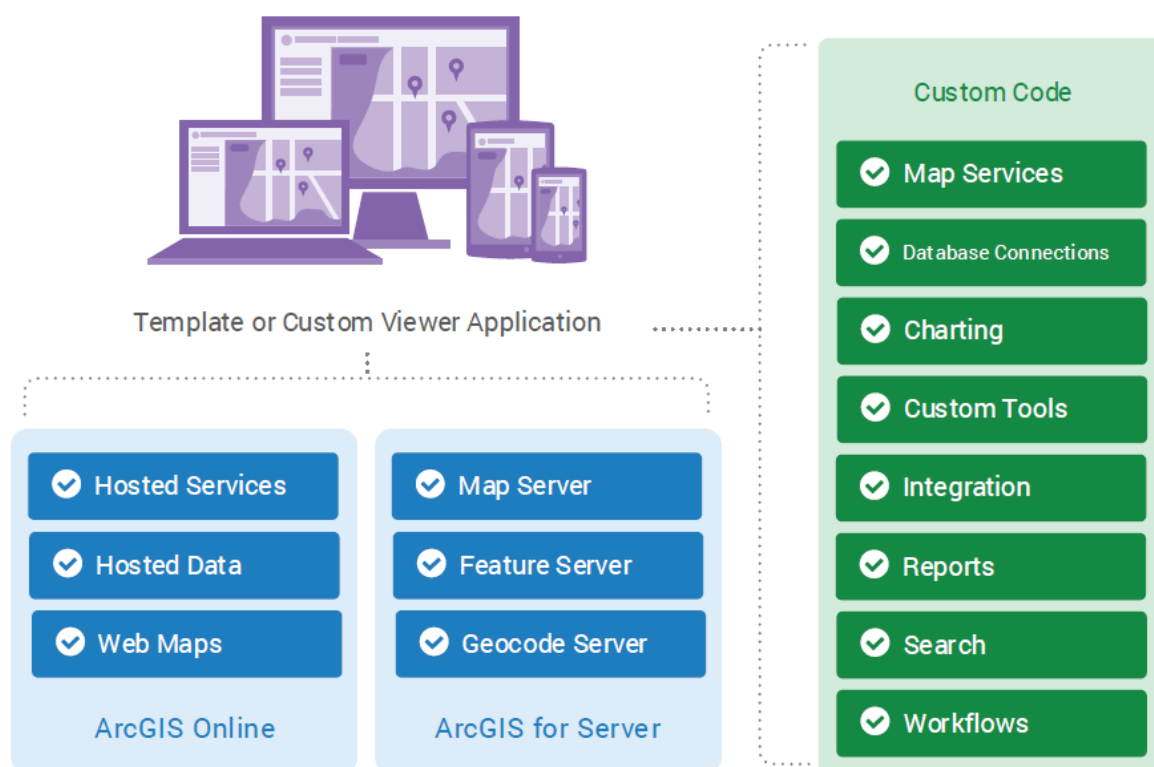 Template or Custom Viewer Application
Hosted Services
Hosted Data
Web Maps
ArcGIS Online
Map Server
Feature Server
Geocode Server
ArcGIS for Server
Custom Code
Map Services
Database Connections
Charting
Custom Tools
Integration
Reports
Search
Workflows